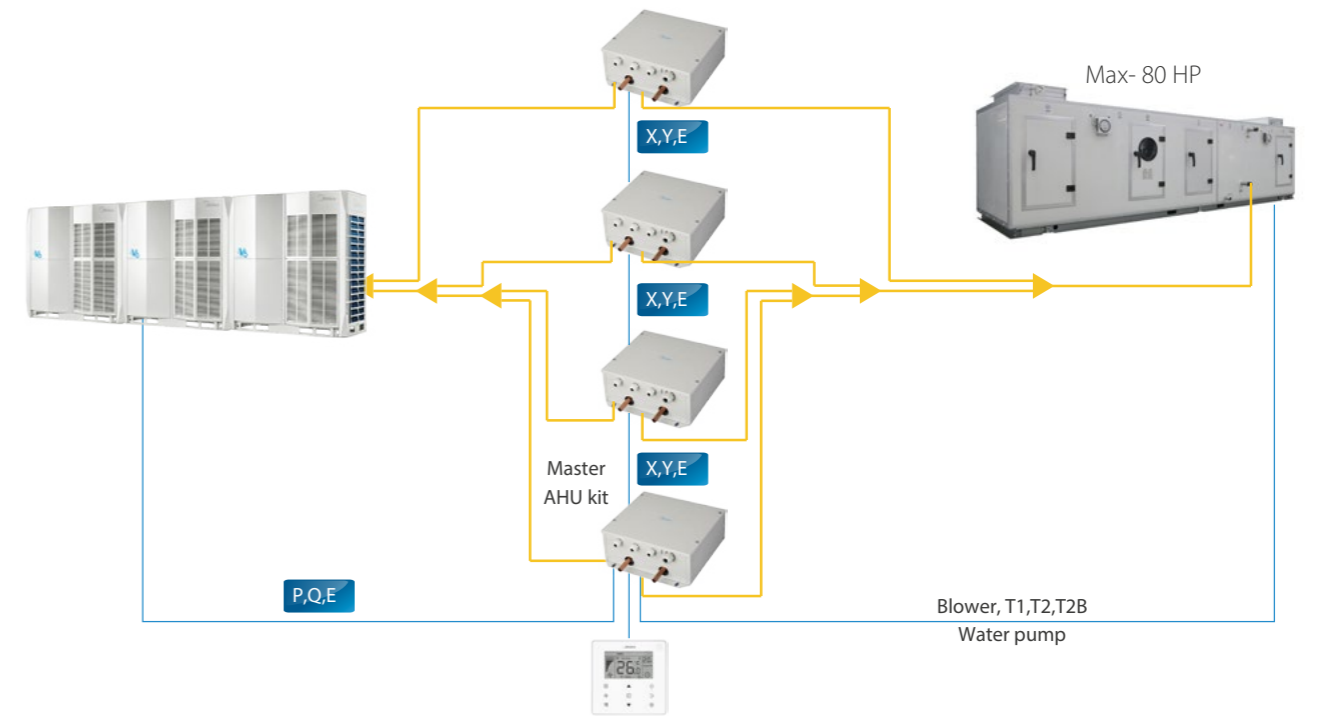 Max- 80 HP
X,Y,E
X,Y,E
Master
AHU kit
X,Y,E
P,Q,E
Blower, T1,T2,T2B
Water pump
26